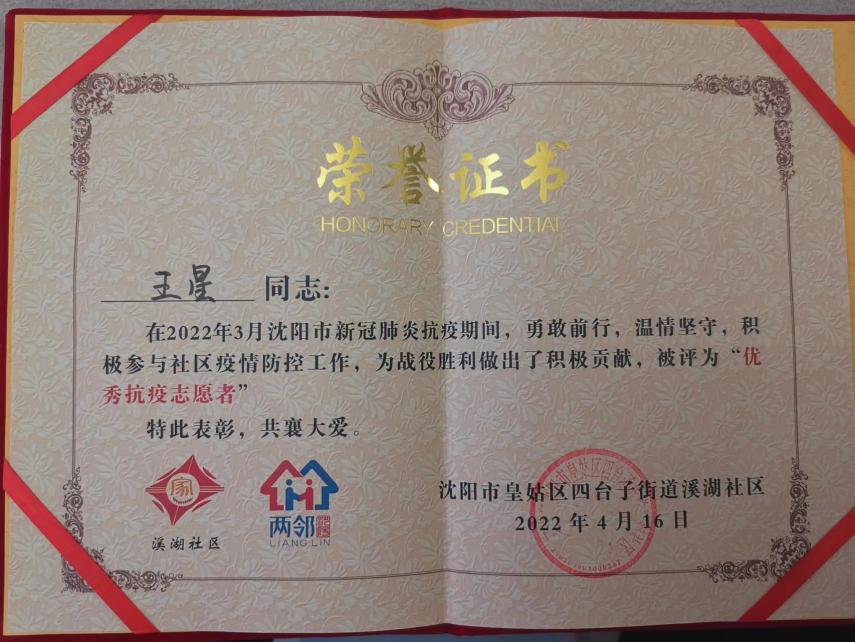 荣誉证书
HONORARY CREDENTIAL
王星 同志:
在2022年3月沈阳市新冠肺炎抗疫期间，勇敢前行，温情坚守，积
极参与社区疫情防控工作，为战役胜利做出了积极贡献，被评为“优
秀抗疫志愿者”
特此表彰，共襄大爱。
家
溪湖社区
两邻
LIANG LIN
沈阳市皇姑区四台子街道溪湖社区
2022 年 4 月 16 日